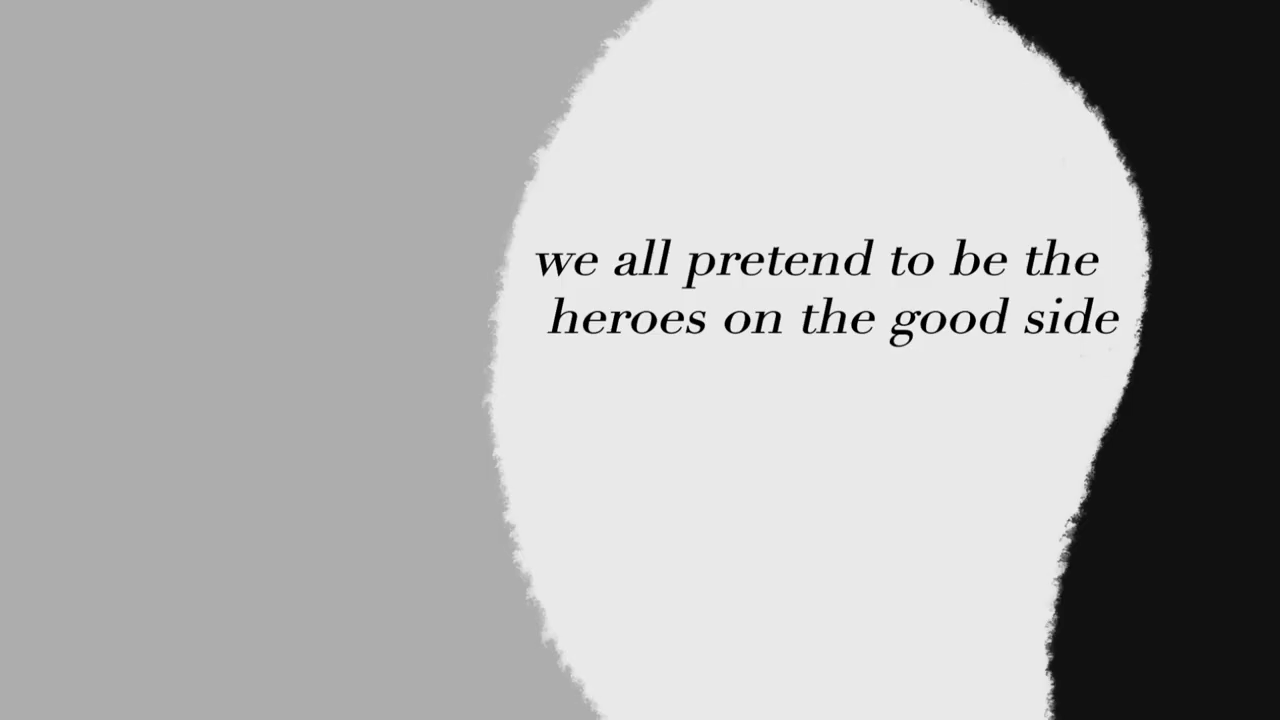 we all pretend to be the
heroes on the good side